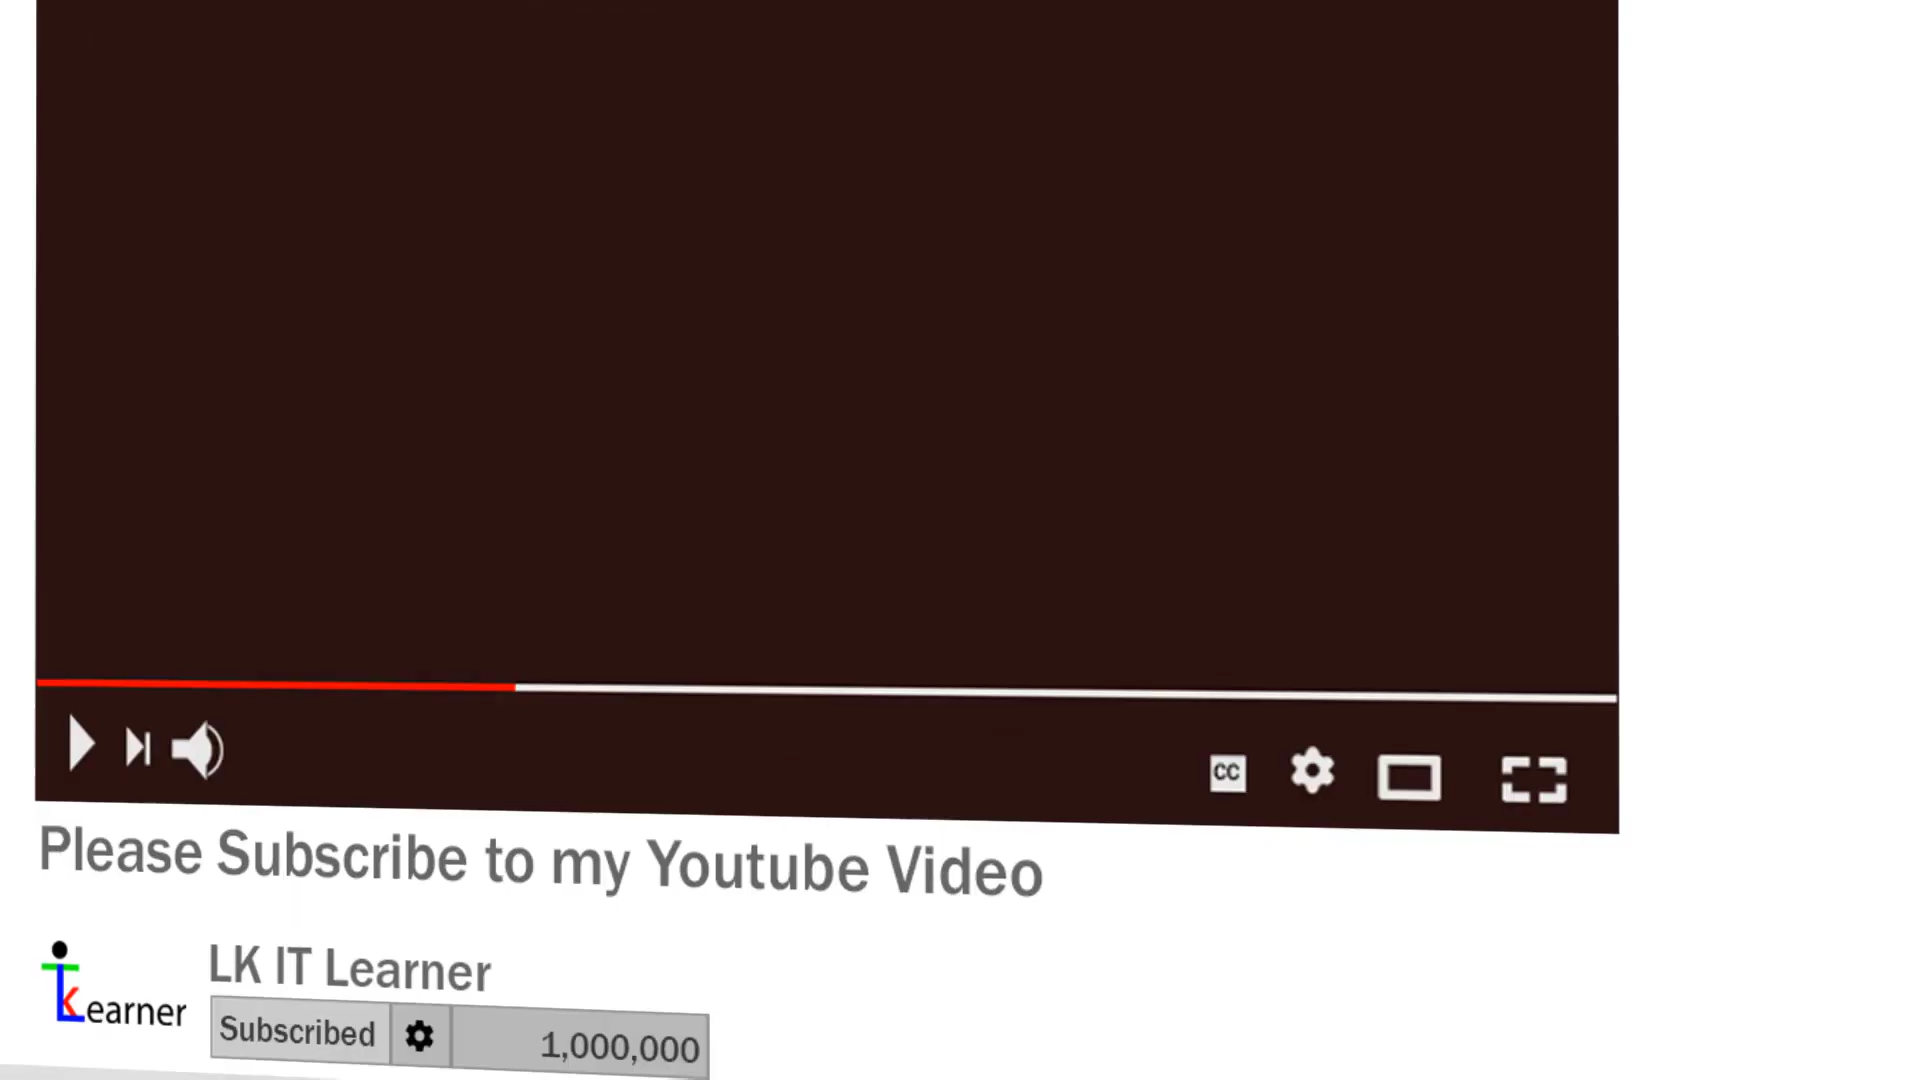 CC
Please Subscribe to my Youtube Video
LK IT Learner
Learner
Subscribed 1,000,000